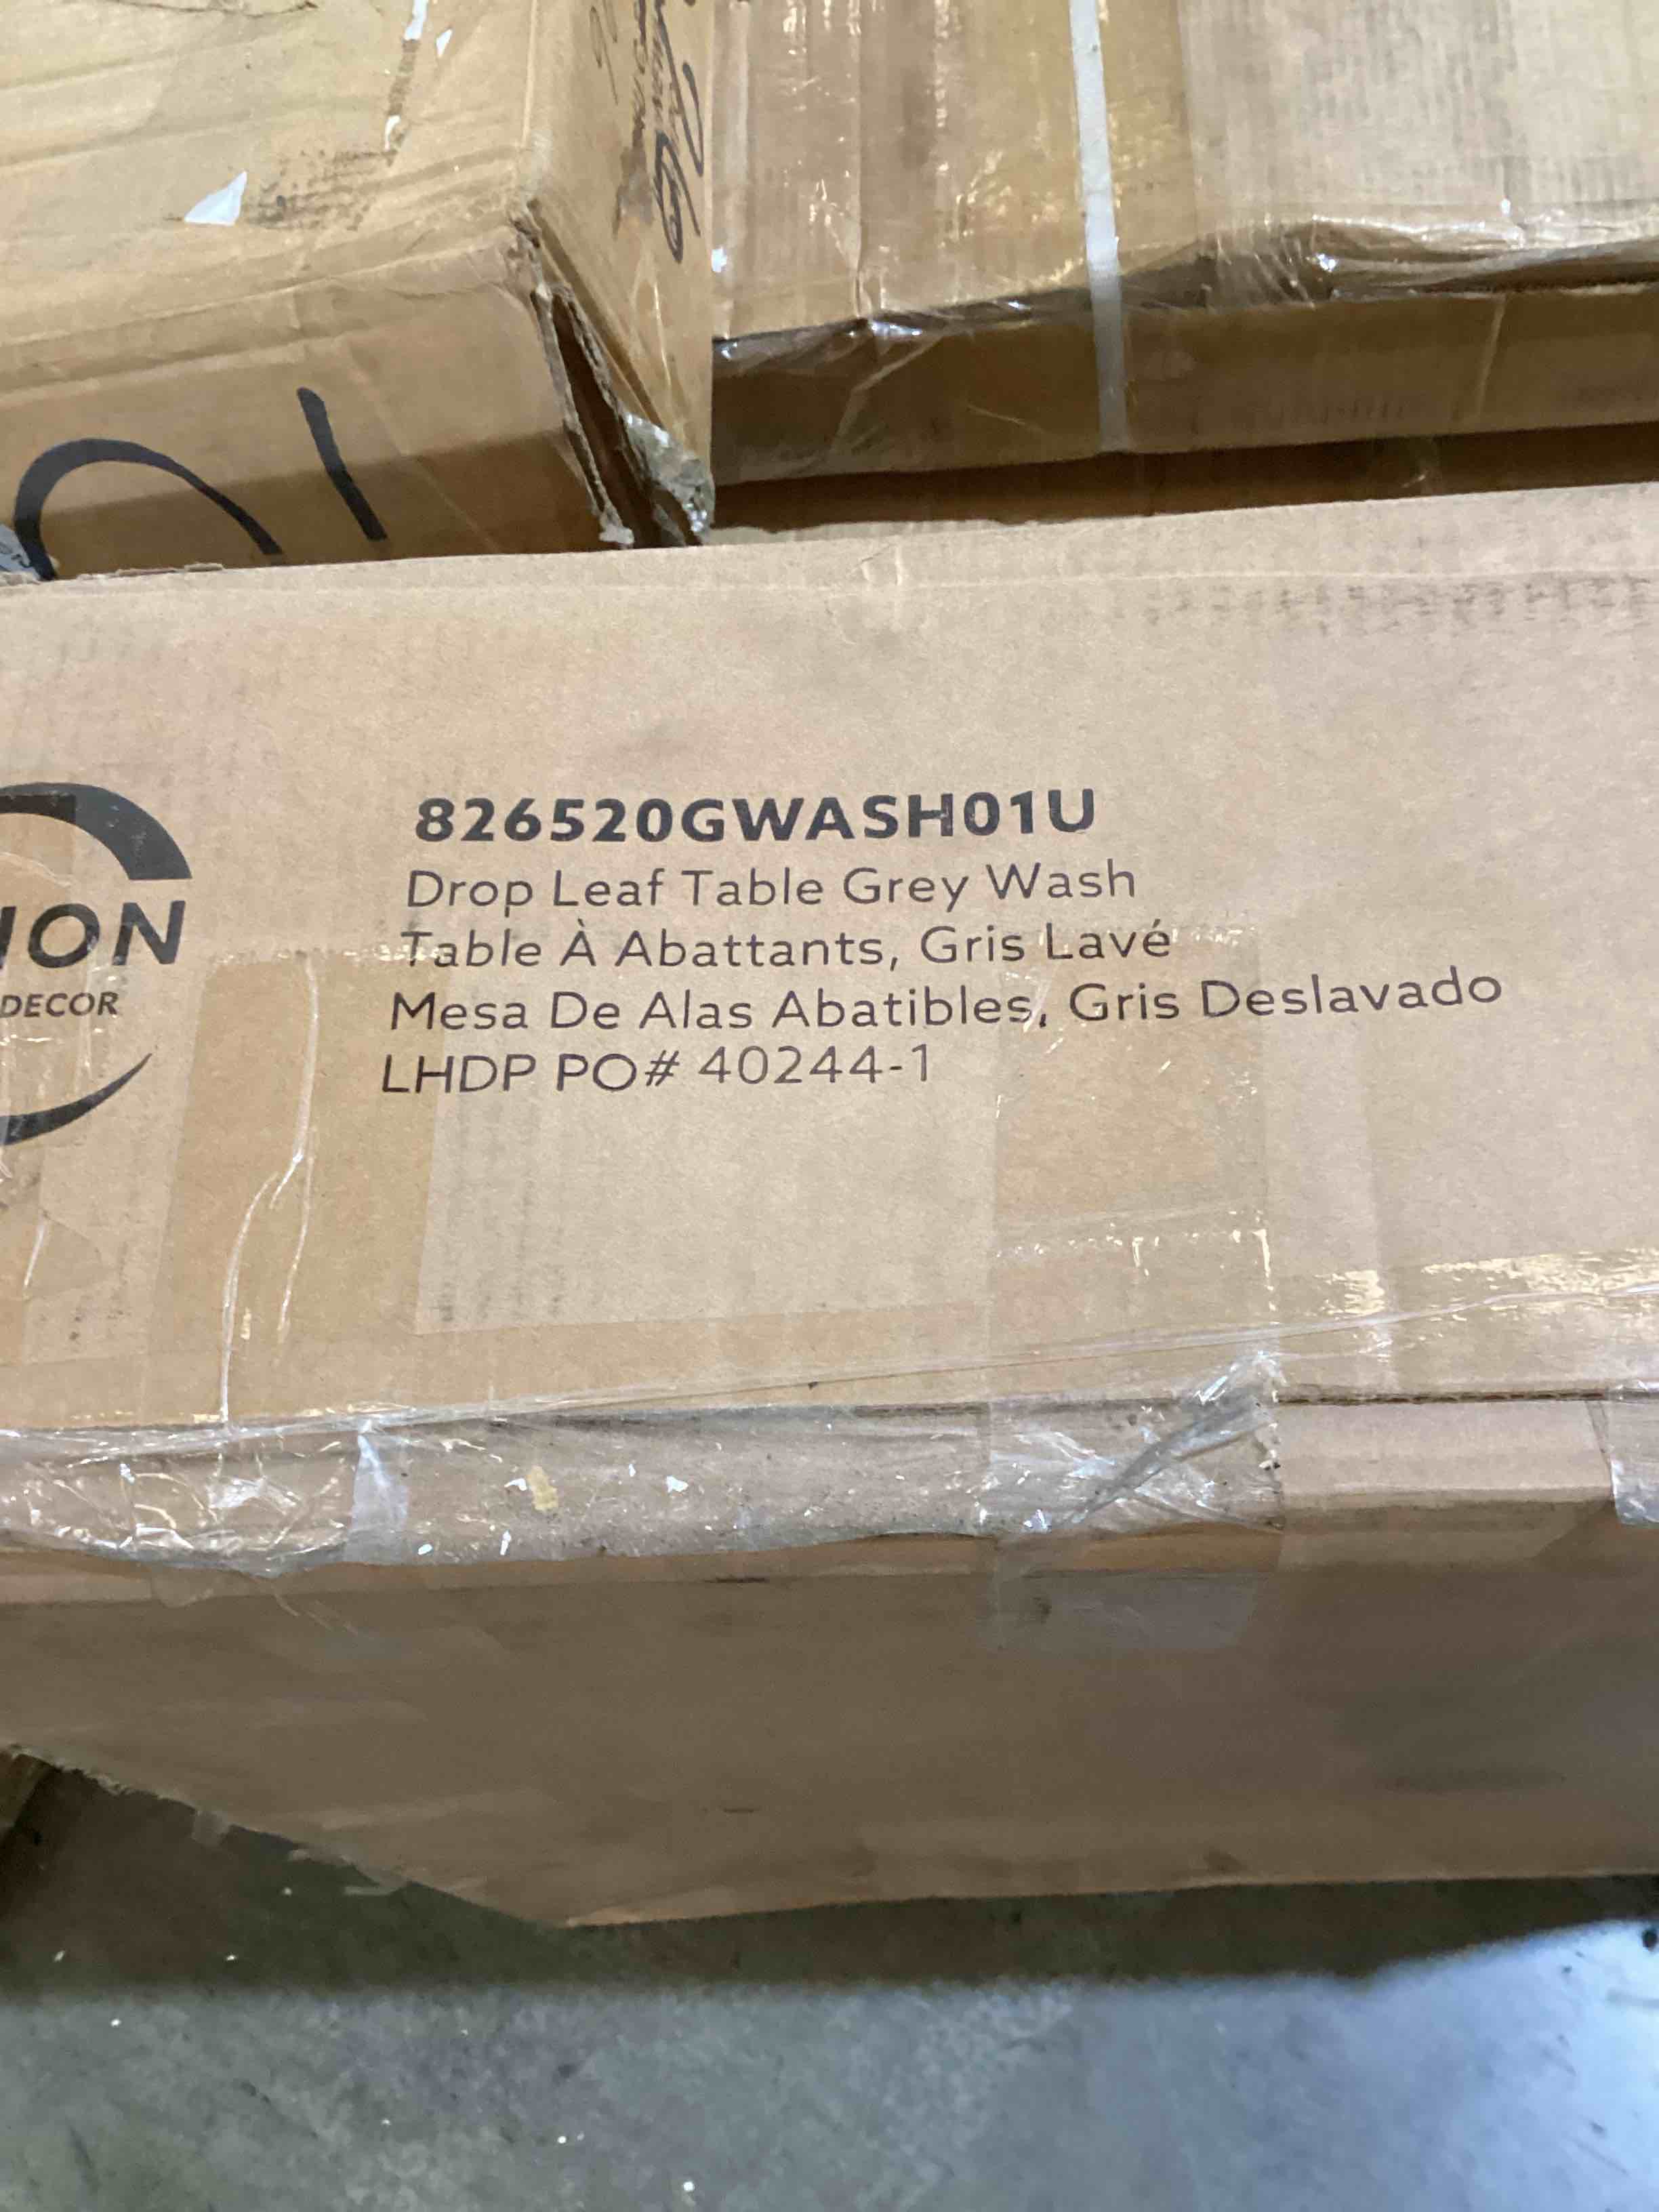 826520GWASH01U
Drop Leaf Table Grey Wash
Table À Abattants, Gris Lavé
Mesa De Alas Abatibles, Gris Deslavado
LHDP PO# 40244-1
ION
DECOR